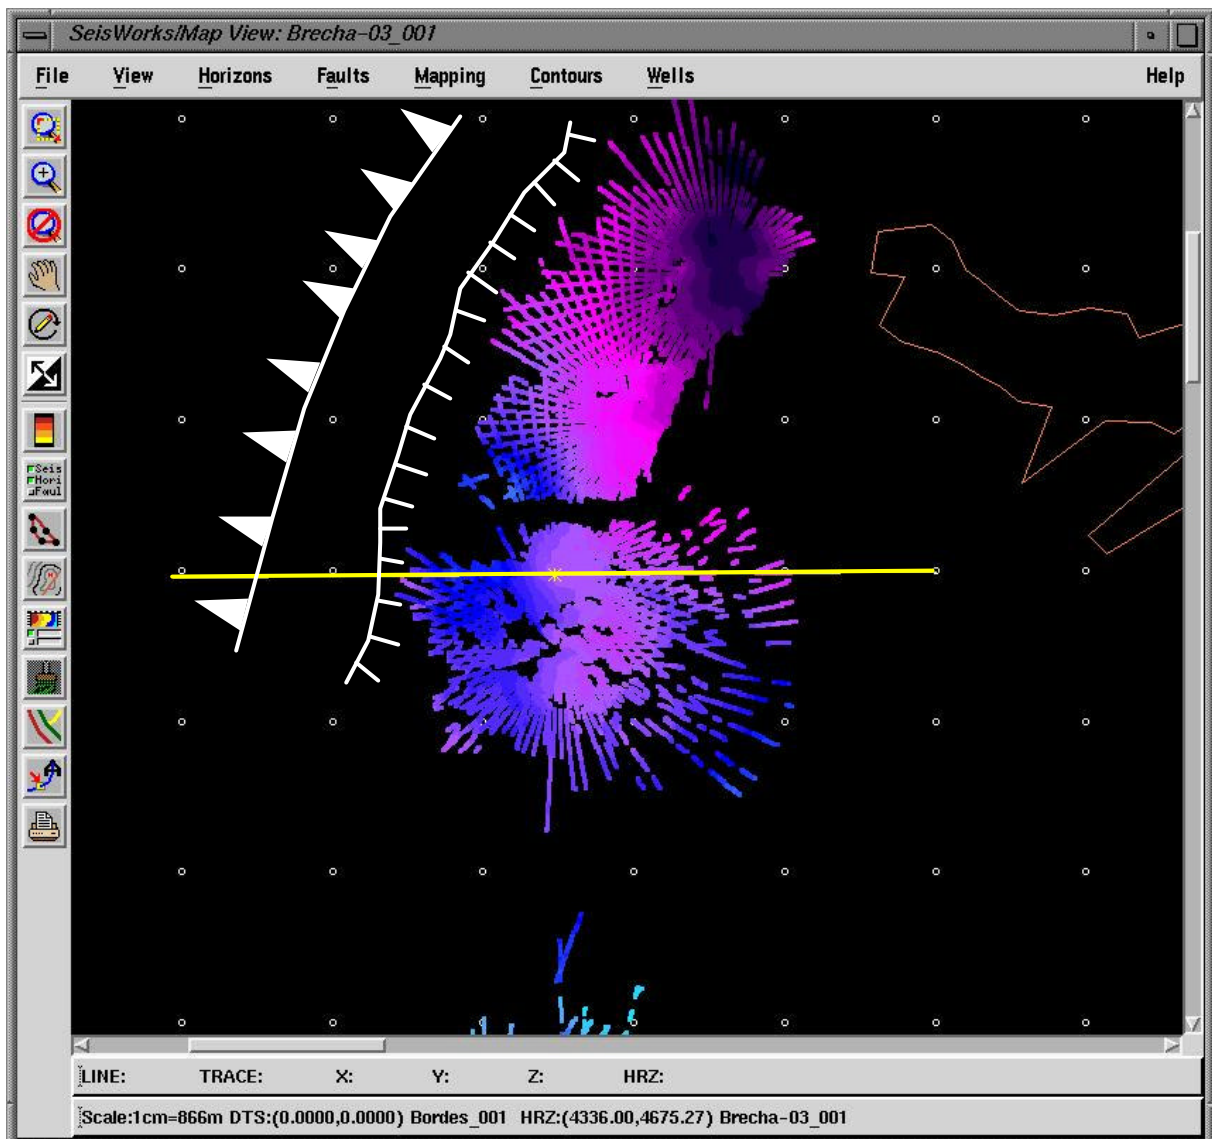 SeisWorks/Map View: Brecha-03_001
File View Horizons Faults Mapping Contours Wells Help
Seis
Hori
Faul
LINE: TRACE: X: Y: Z: HRZ:
Scale:1cm=866m DTS:(0.0000,0.0000) Bordes_001 HRZ:(4336.00,4675.27) Brecha-03_001